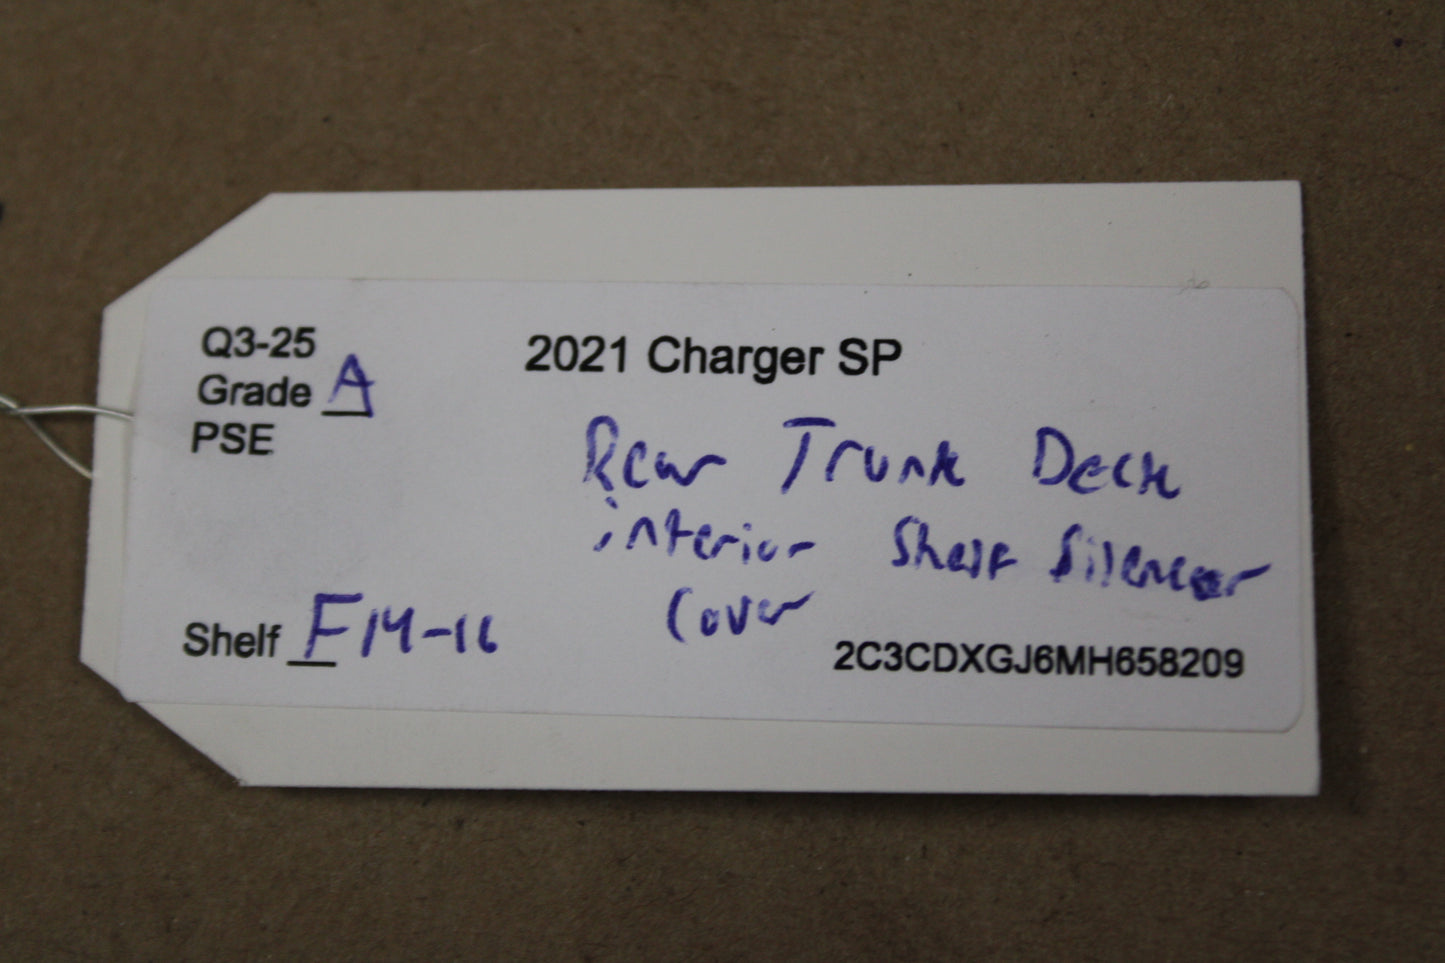 Q3-25
Grade A
PSE
2021 Charger SP
Rear Trunk Deck
interior Shelf Silencer
Cover
Shelf F14-16
2C3CDXGJ6MH658209